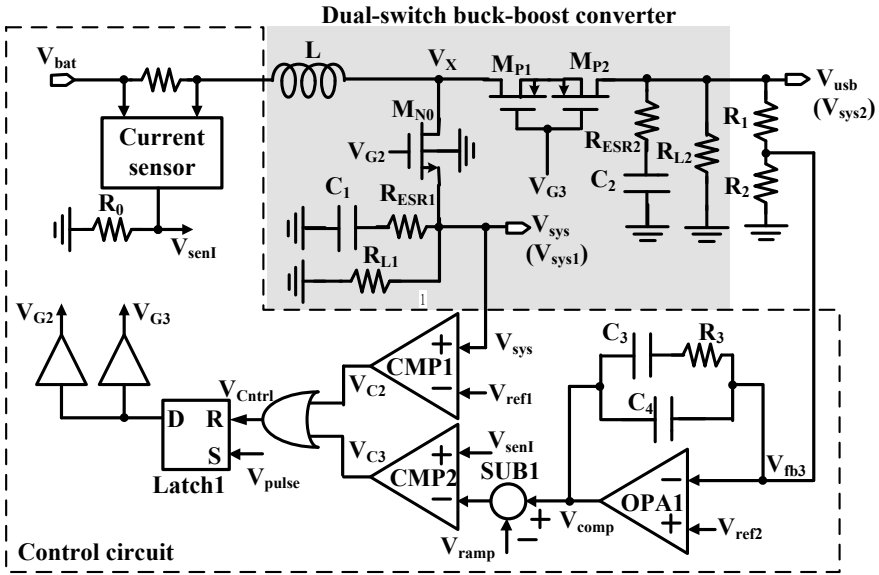 Dual-switch buck-boost converter
V_bat
L
V_X
M_P1
M_P2
V_usb
(V_sys2)
Current
sensor
M_N0
V_G2
V_G3
R_ESR2
R_L2
R_1
C_2
R_2
R_0
V_senI
C_1
R_ESR1
V_sys
(V_sys1)
R_L1
1
V_G2
V_G3
V_Cntrl
D
R
S
Latch1
V_pulse
V_C2
V_C3
+
CMP1
−
V_sys
V_ref1
+
CMP2
−
V_senI
SUB1
+
−
V_ramp
V_comp
C_3
R_3
C_4
−
OPA1
+
V_fb3
V_ref2
Control circuit